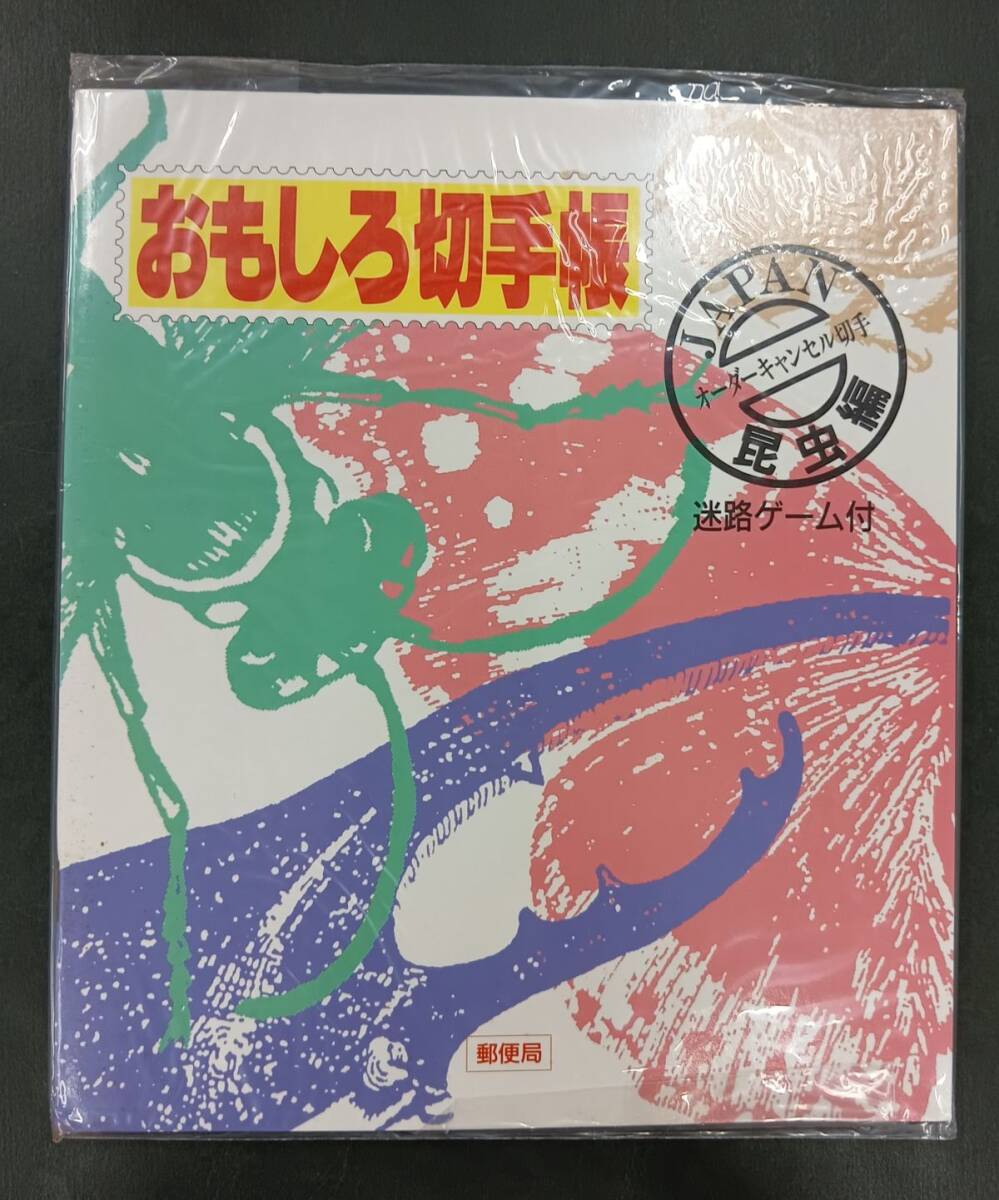 おもしろ切手帳
JAPAN
オーダーキャンセル切手
昆虫編
迷路ゲーム付
郵便局